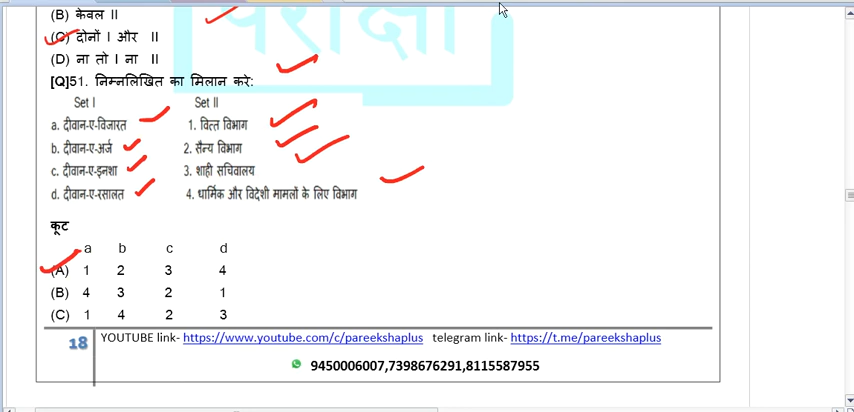 परीक्षा
(B) केवल II
(C) दोनों I और II
(D) ना तो I ना II
[Q]51. निम्नलिखित का मिलान करे:
Set I Set II
a. दीवान-ए-विजारत 1. वित्त विभाग
b. दीवान-ए-अर्ज 2. सैन्य विभाग
c. दीवान-ए-इनशा 3. शाही सचिवालय
d. दीवान-ए-रसालत 4. धार्मिक और विदेशी मामलों के लिए विभाग
कूट
a b c d
(A) 1 2 3 4
(B) 4 3 2 1
(C) 1 4 2 3
18 YOUTUBE link- https://www.youtube.com/c/pareekshaplus telegram link- https://t.me/pareekshaplus
9450006007,7398676291,8115587955